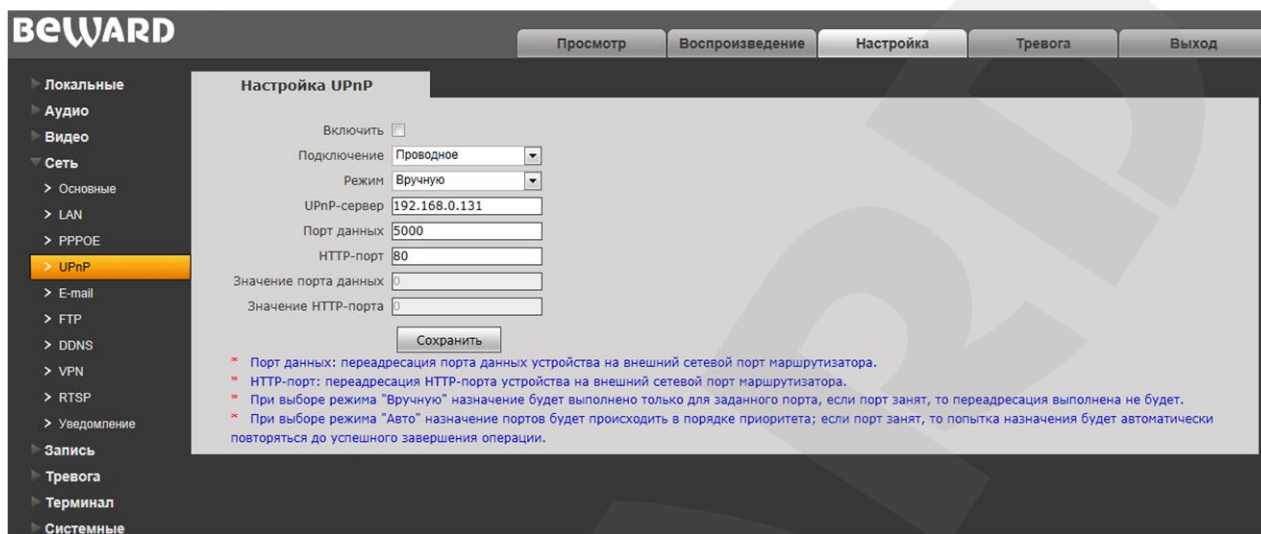 BEWARD
Просмотр
Воспроизведение
Настройка
Тревога
Выход
Локальные
Аудио
Видео
Сеть
Основные
LAN
PPPOE
UPnP
E-mail
FTP
DDNS
VPN
RTSP
Уведомление
Запись
Тревога
Терминал
Системные
Настройка UPnP
Включить
Подключение Проводное
Режим Вручную
UPnP-сервер 192.168.0.131
Порт данных 5000
HTTP-порт 80
Значение порта данных 0
Значение HTTP-порта 0
Сохранить
* Порт данных: переадресация порта данных устройства на внешний сетевой порт маршрутизатора.
* HTTP-порт: переадресация HTTP-порта устройства на внешний сетевой порт маршрутизатора.
* При выборе режима "Вручную" назначение будет выполнено только для заданного порта, если порт занят, то переадресация выполнена не будет.
* При выборе режима "Авто" назначение портов будет происходить в порядке приоритета; если порт занят, то попытка назначения будет автоматически
повторяться до успешного завершения операции.